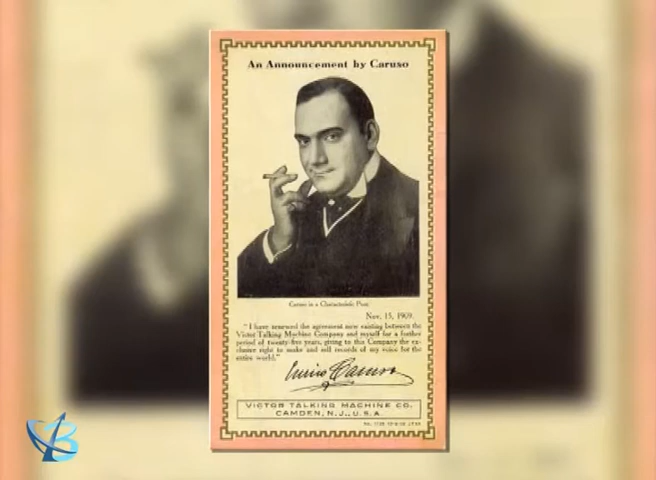 An Announcement by Caruso
Caruso in a Characteristic Pose
Nov. 15, 1909.
"I have renewed the agreement now existing between the
Victor Talking Machine Company and myself for a further
period of twenty-five years, giving to this Company the ex-
clusive right to make and sell records of my voice for the
entire world."
Enrico Caruso
VICTOR TALKING MACHINE CO.
CAMDEN, N.J., U.S.A.